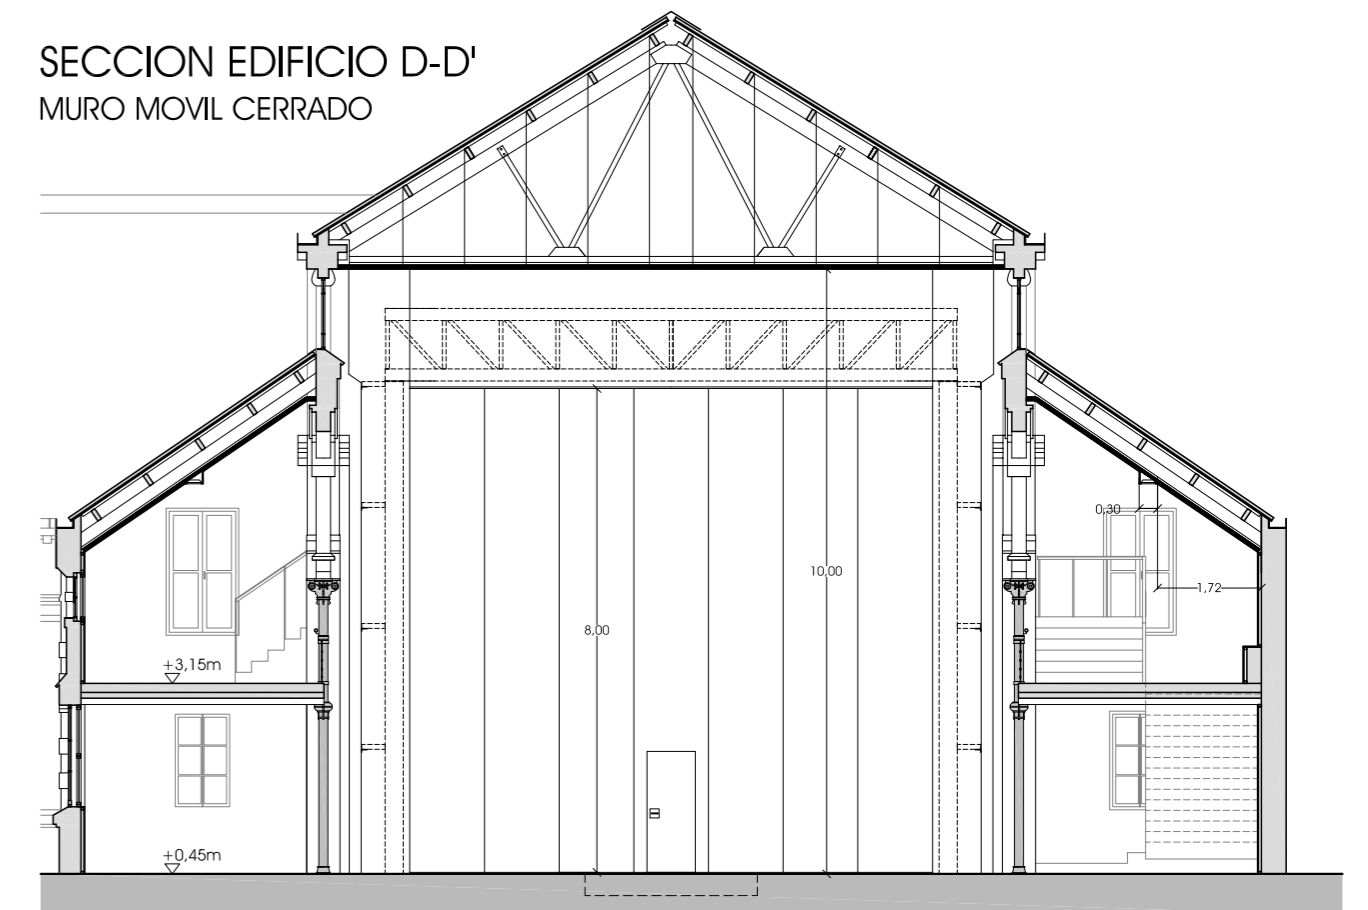 SECCION EDIFICIO D-D'
MURO MOVIL CERRADO
0,30
10,00
1,72
8,00
+3,15m
+0,45m